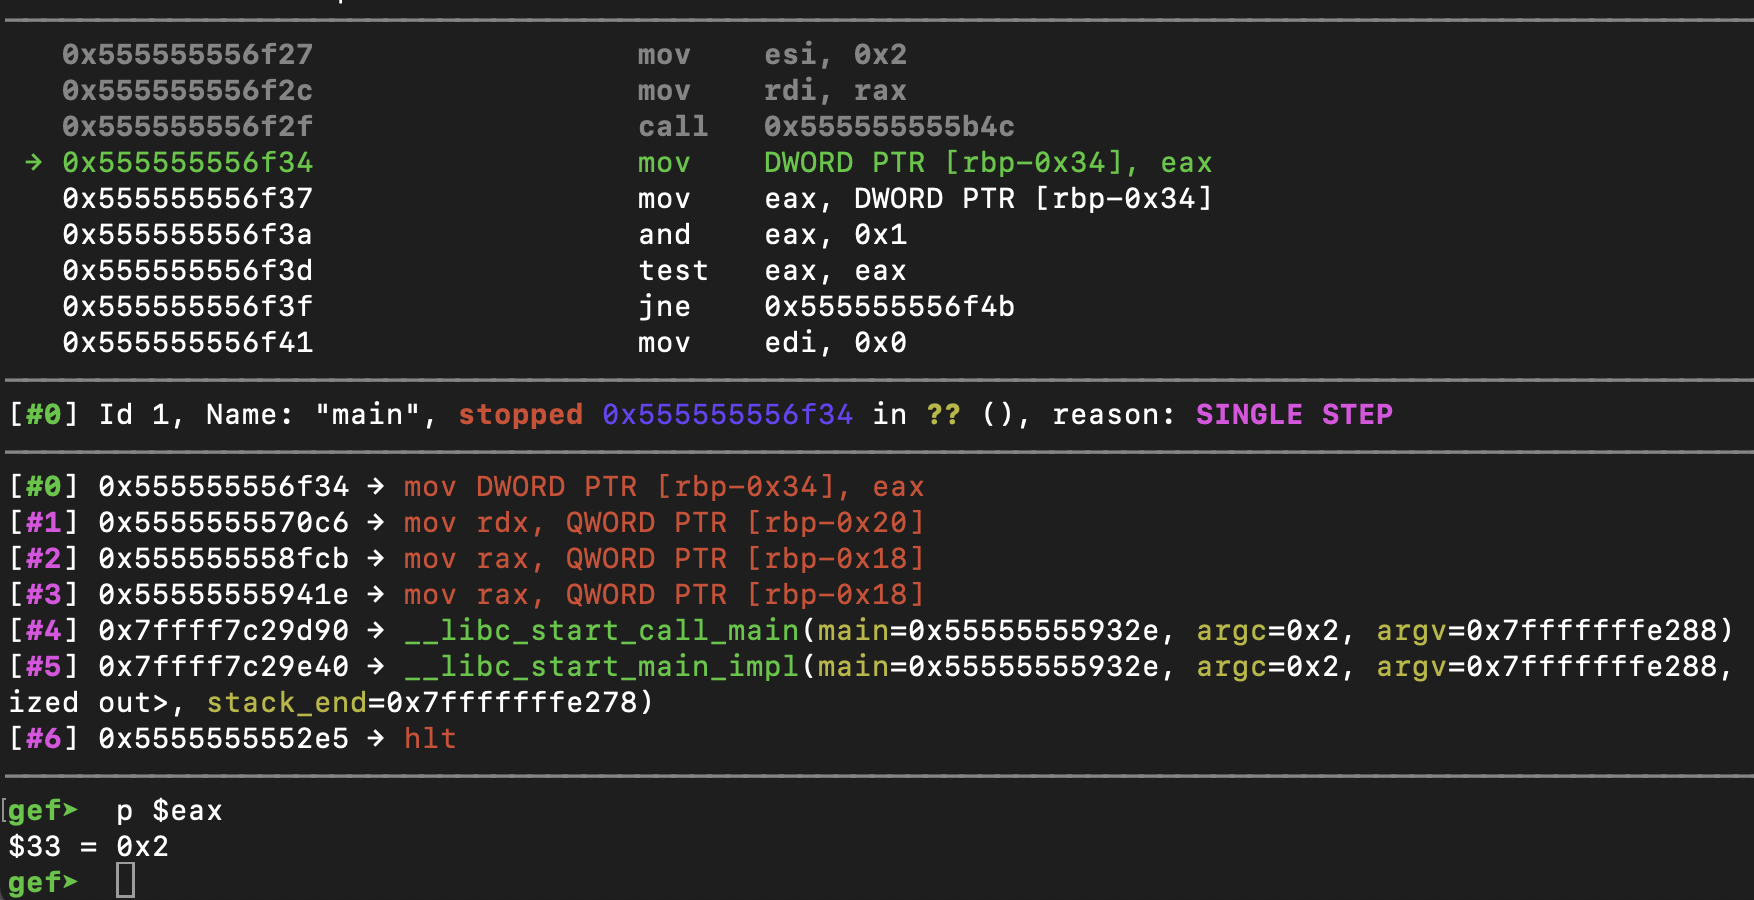 0x555555556f27 mov esi, 0x2
0x555555556f2c mov rdi, rax
0x555555556f2f call 0x555555555b4c
→ 0x555555556f34 mov DWORD PTR [rbp-0x34], eax
0x555555556f37 mov eax, DWORD PTR [rbp-0x34]
0x555555556f3a and eax, 0x1
0x555555556f3d test eax, eax
0x555555556f3f jne 0x555555556f4b
0x555555556f41 mov edi, 0x0
[#0] Id 1, Name: "main", stopped 0x555555556f34 in ?? (), reason: SINGLE STEP
[#0] 0x555555556f34 → mov DWORD PTR [rbp-0x34], eax
[#1] 0x5555555570c6 → mov rdx, QWORD PTR [rbp-0x20]
[#2] 0x555555558fcb → mov rax, QWORD PTR [rbp-0x18]
[#3] 0x55555555941e → mov rax, QWORD PTR [rbp-0x18]
[#4] 0x7ffff7c29d90 → __libc_start_call_main(main=0x55555555932e, argc=0x2, argv=0x7fffffffe288)
[#5] 0x7ffff7c29e40 → __libc_start_main_impl(main=0x55555555932e, argc=0x2, argv=0x7fffffffe288,
ized out>, stack_end=0x7fffffffe278)
[#6] 0x5555555552e5 → hlt
[gef➤ p $eax
$33 = 0x2
gef➤